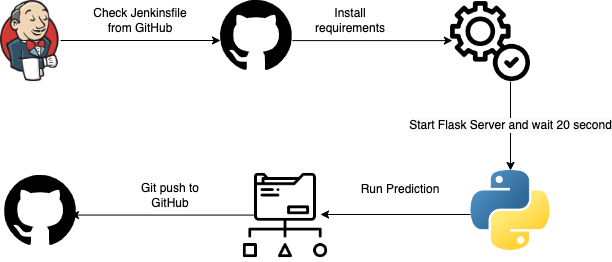 Check Jenkinsfile
from GitHub
Install
requirements
Start Flask Server and wait 20 second
Run Prediction
Git push to
GitHub